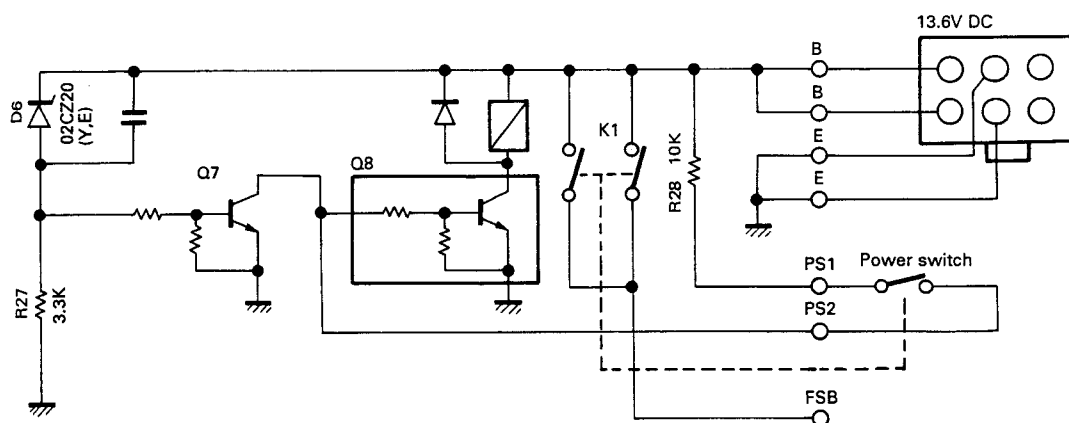 13.6V DC
B
B
E
E
D6
02CZ20
(Y,E)
K1
Q7
Q8
R28 10K
R27
3.3K
PS1
Power switch
PS2
FSB